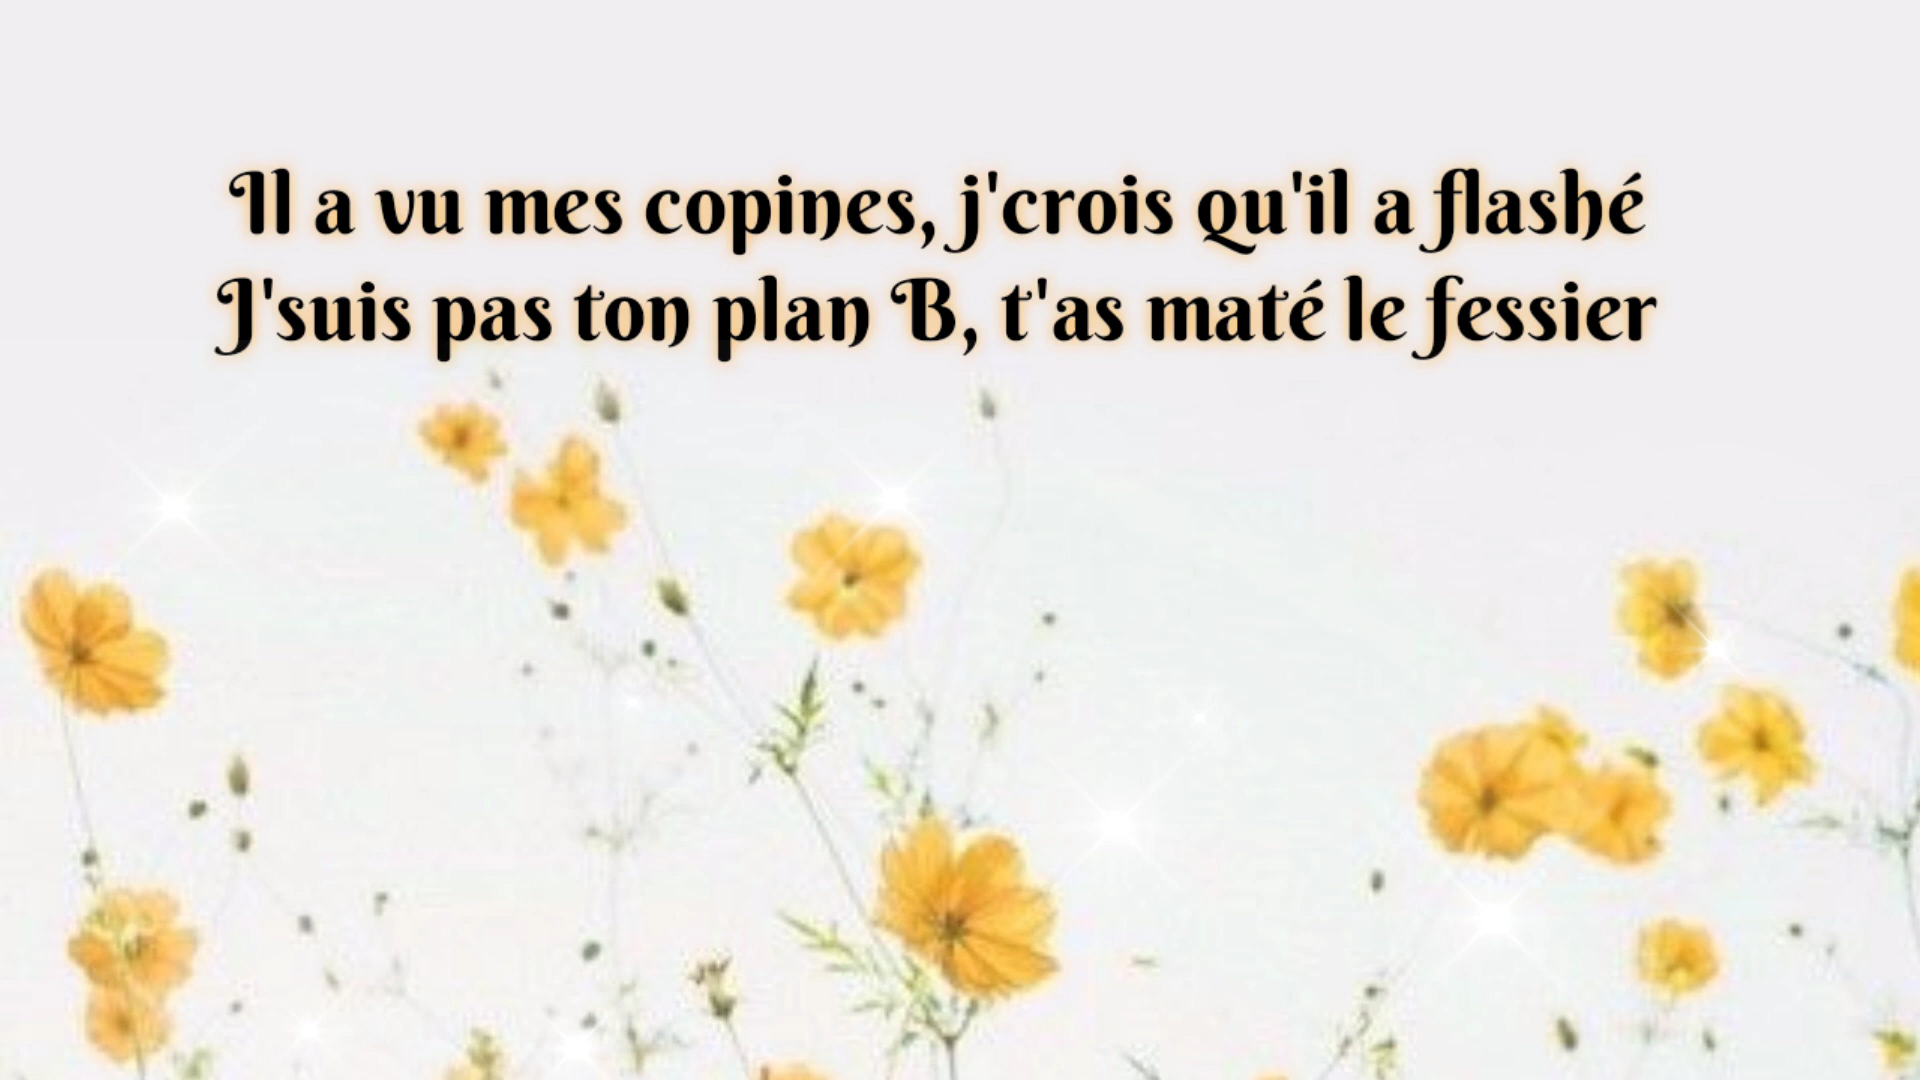 Il a vu mes copines, j'crois qu'il a flashé
J'suis pas ton plan B, t'as maté le fessier